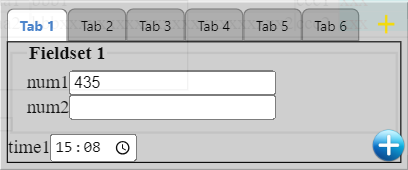 Tab 1 Tab 2 Tab 3 Tab 4 Tab 5 Tab 6 +
Fieldset 1
num1 435
num2
time1 15:08